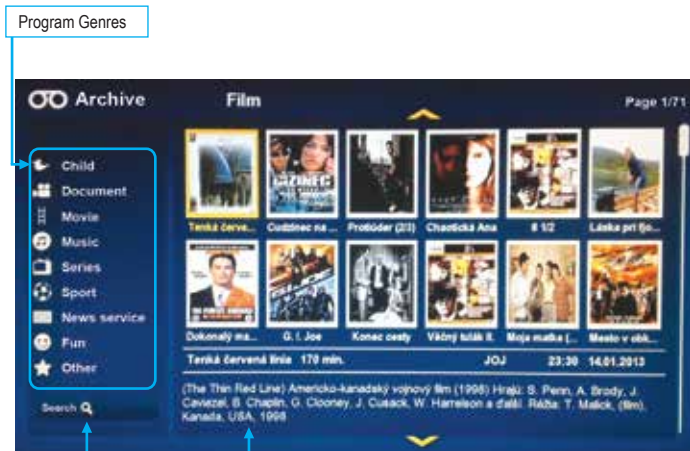 Program Genres
Archive
Film
Page 1/71
Child
Document
Movie
Music
Series
Sport
News service
Fun
Other
Search
Tenká červe...
Cudzinec na ...
Protiúder (2/3)
Chaotická Ana
8 1/2
Láska pri fjo...
CIZINEC
Dokonalý ma...
G. I. Joe
Konec cesty
Väčný tulák II.
Moja matka (...
Mesto v obk...
Tenká červená línia 170 min.
JOJ
23:30
14.01.2013
(The Thin Red Line) Americko-kanadský vojnový film (1998) Hrajú: S. Penn, A. Brody, J.
Caviezel, B. Chaplin, G. Clooney, J. Cusack, W. Harrelson a ďalší. Réžia: T. Malick, (film),
Kanada, USA, 1998